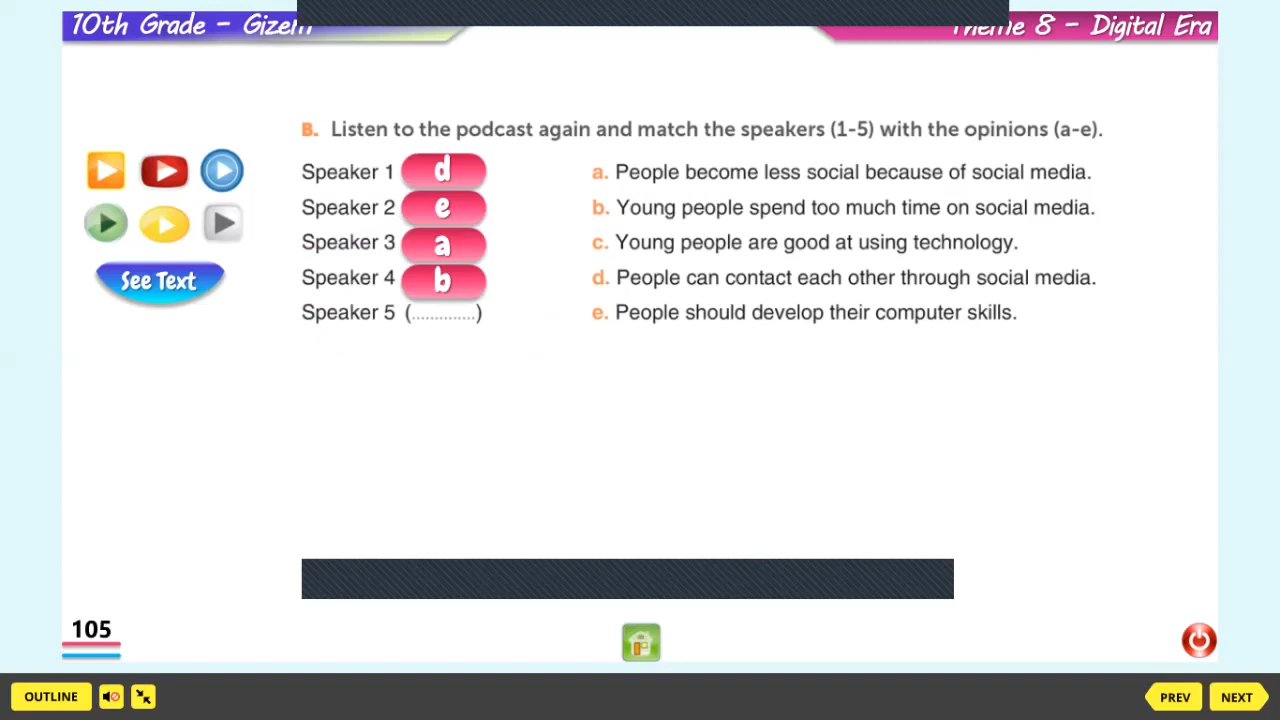 10th Grade - Gizem
Theme 8 - Digital Era
B. Listen to the podcast again and match the speakers (1-5) with the opinions (a-e).
Speaker 1 d
a. People become less social because of social media.
Speaker 2 e
b. Young people spend too much time on social media.
Speaker 3 a
c. Young people are good at using technology.
Speaker 4 b
d. People can contact each other through social media.
Speaker 5 (..............)
e. People should develop their computer skills.
See Text
105
OUTLINE
PREV
NEXT